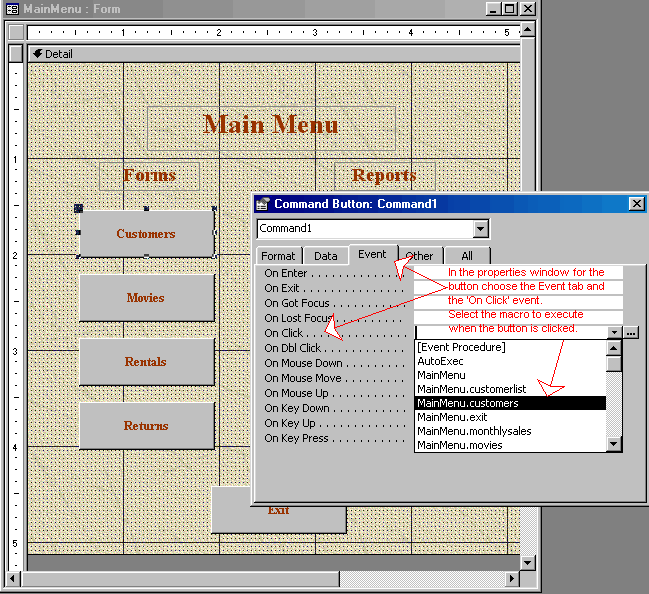 MainMenu : Form
1 2 3 4 5
Detail
Main Menu
Forms Reports
Customers
Movies
Rentals
Returns
Exit
1
2
3
4
5
Command Button: Command1
Command1
Format Data Event Other All
On Enter . . . . . . . . . . . . .
On Exit . . . . . . . . . . . . . .
On Got Focus . . . . . . . . . .
On Lost Focus . . . . . . . . . .
On Click . . . . . . . . . . . . . .
On Dbl Click . . . . . . . . . . .
On Mouse Down . . . . . . . . .
On Mouse Move . . . . . . . . .
On Mouse Up . . . . . . . . . . .
On Key Down . . . . . . . . . . .
On Key Up . . . . . . . . . . . . .
On Key Press . . . . . . . . . . .
In the properties window for the
button choose the Event tab and
the 'On Click' event.
Select the macro to execute
when the button is clicked.
...
[Event Procedure]
AutoExec
MainMenu
MainMenu.customerlist
MainMenu.customers
MainMenu.exit
MainMenu.monthlysales
MainMenu.movies